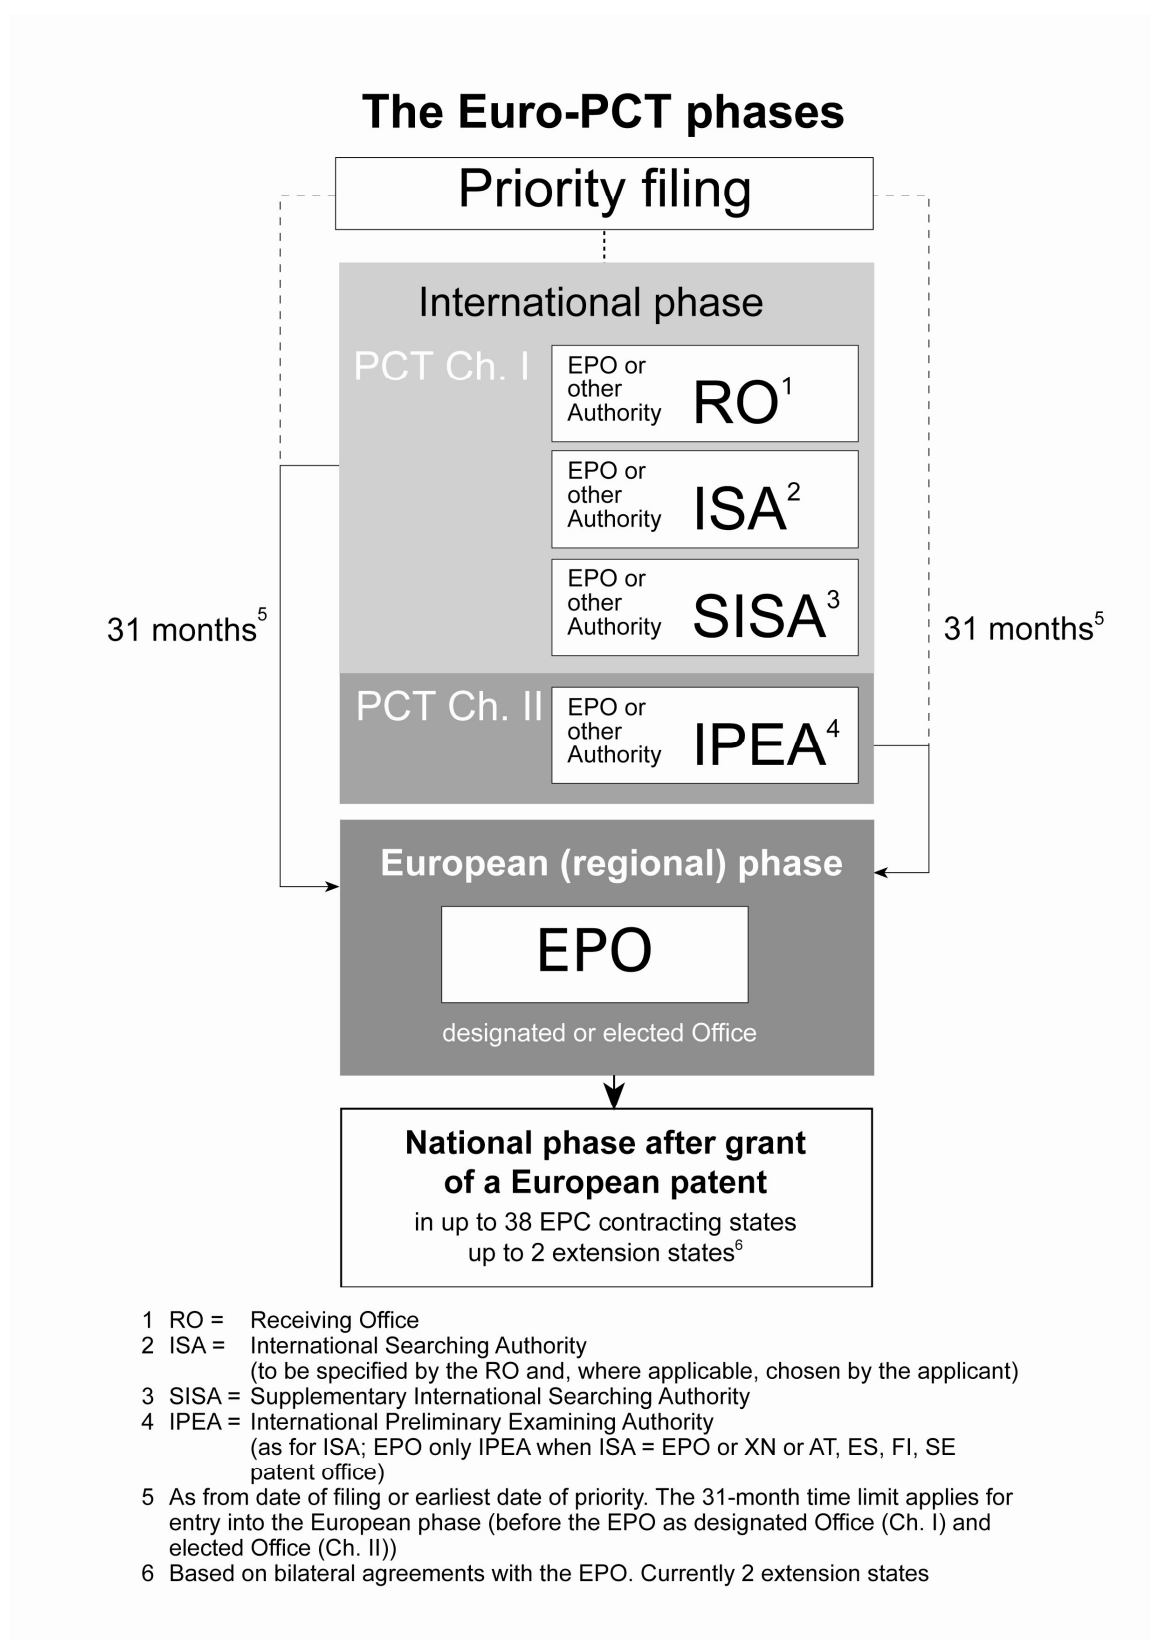 The Euro-PCT phases
Priority filing
International phase
PCT Ch. I
EPO or
other
Authority
RO1
EPO or
other
Authority
ISA2
EPO or
other
Authority
SISA3
31 months5
31 months5
PCT Ch. II
EPO or
other
Authority
IPEA4
European (regional) phase
EPO
designated or elected Office
National phase after grant
of a European patent
in up to 38 EPC contracting states
up to 2 extension states6
1 RO = Receiving Office
2 ISA = International Searching Authority
(to be specified by the RO and, where applicable, chosen by the applicant)
3 SISA = Supplementary International Searching Authority
4 IPEA = International Preliminary Examining Authority
(as for ISA; EPO only IPEA when ISA = EPO or XN or AT, ES, FI, SE
patent office)
5 As from date of filing or earliest date of priority. The 31-month time limit applies for
entry into the European phase (before the EPO as designated Office (Ch. I) and
elected Office (Ch. II))
6 Based on bilateral agreements with the EPO. Currently 2 extension states